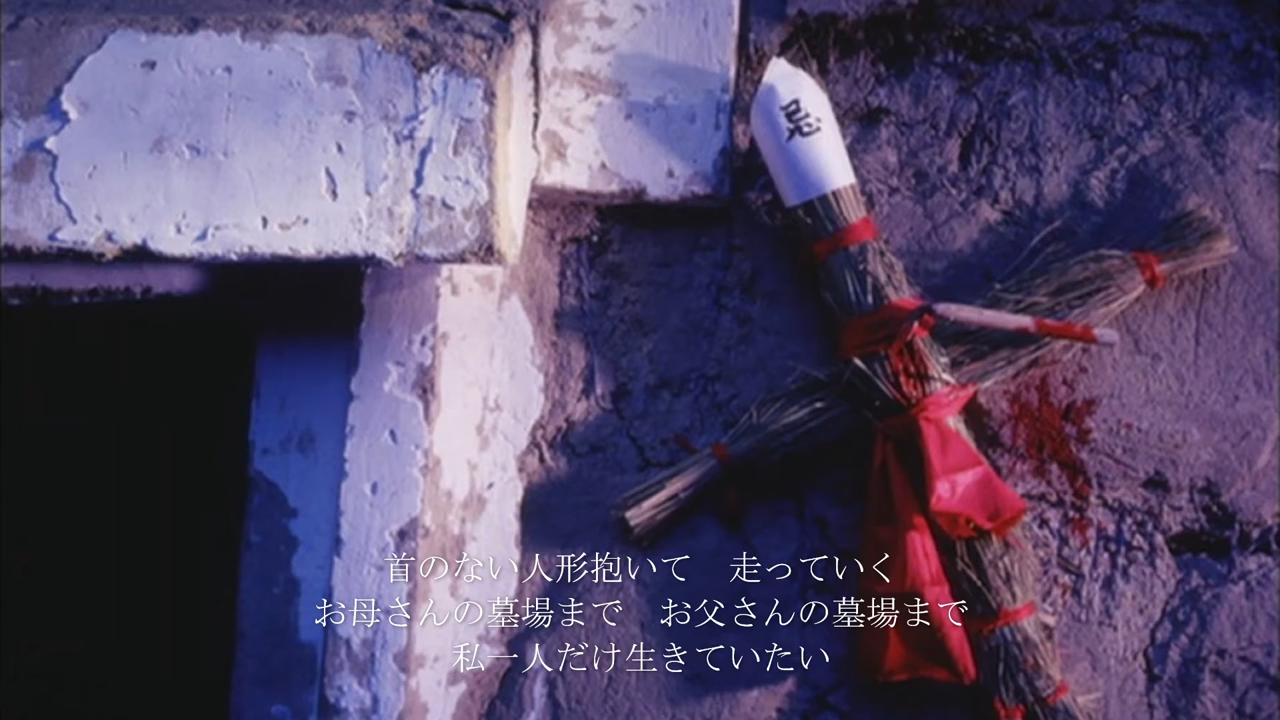 忌
首のない人形抱いて　走っていく
お母さんの墓場まで　お父さんの墓場まで
私一人だけ生きていたい